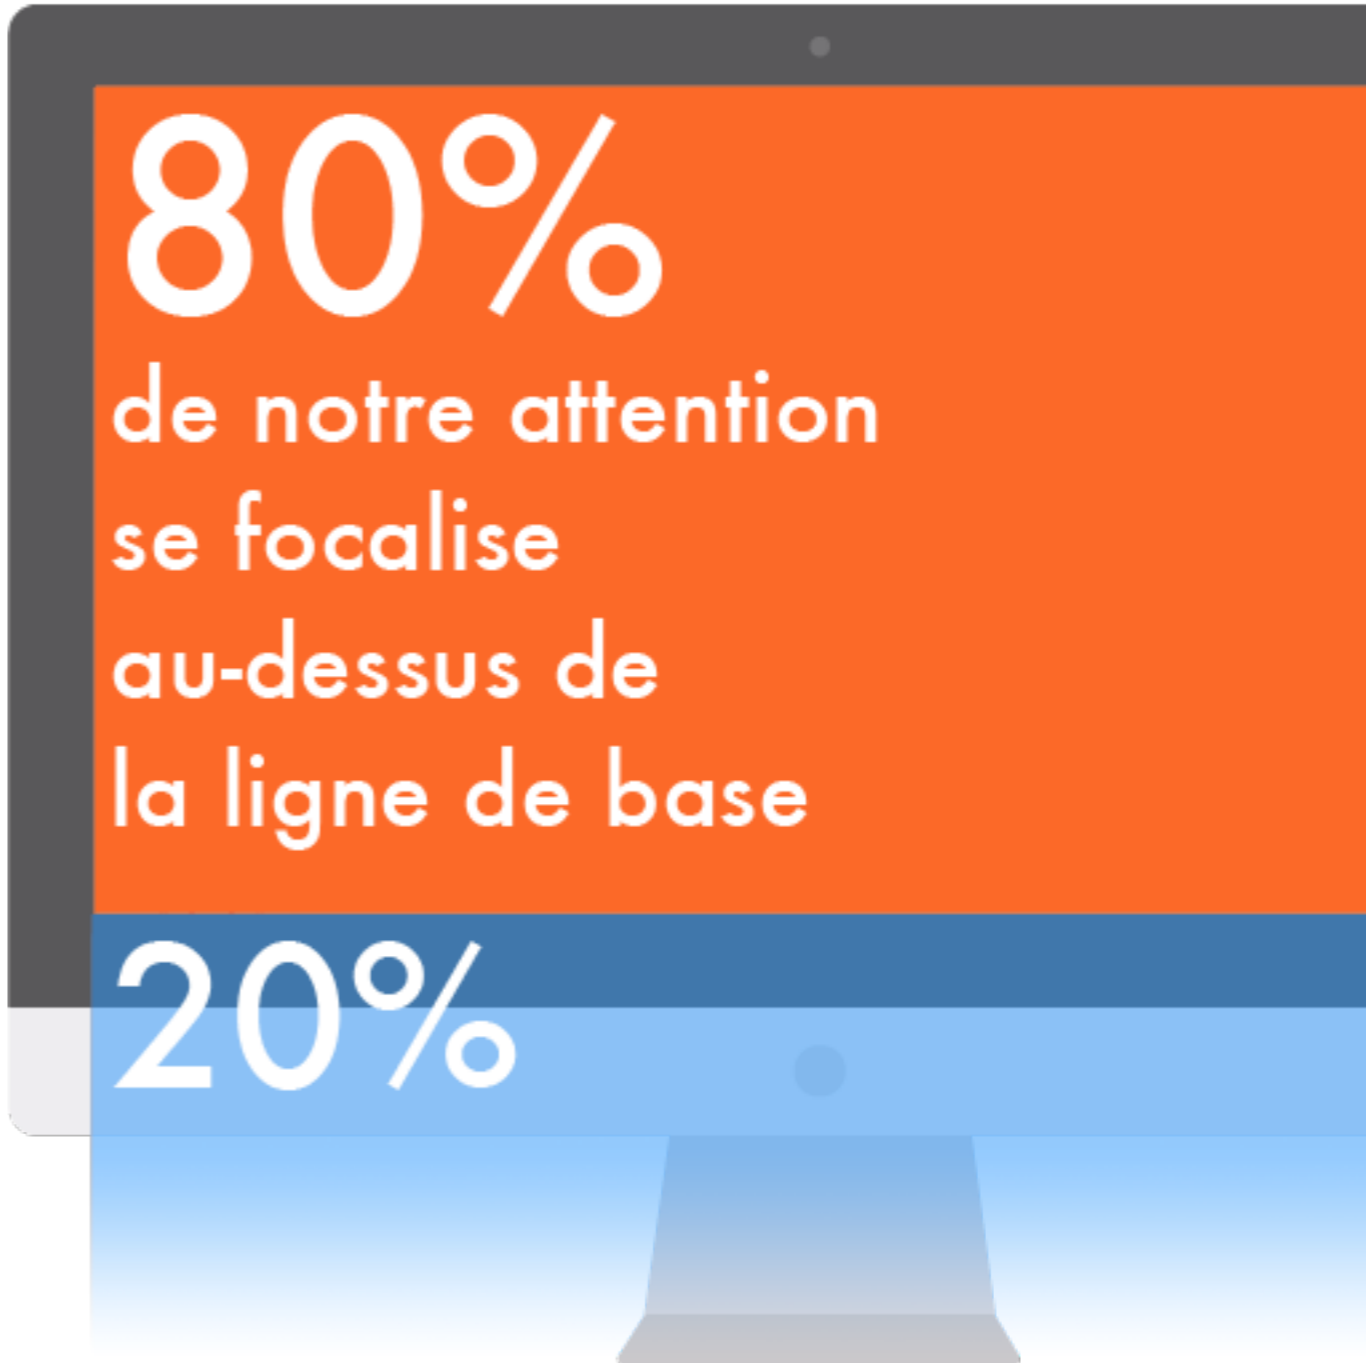 80%
de notre attention
se focalise
au-dessus de
la ligne de base
20%